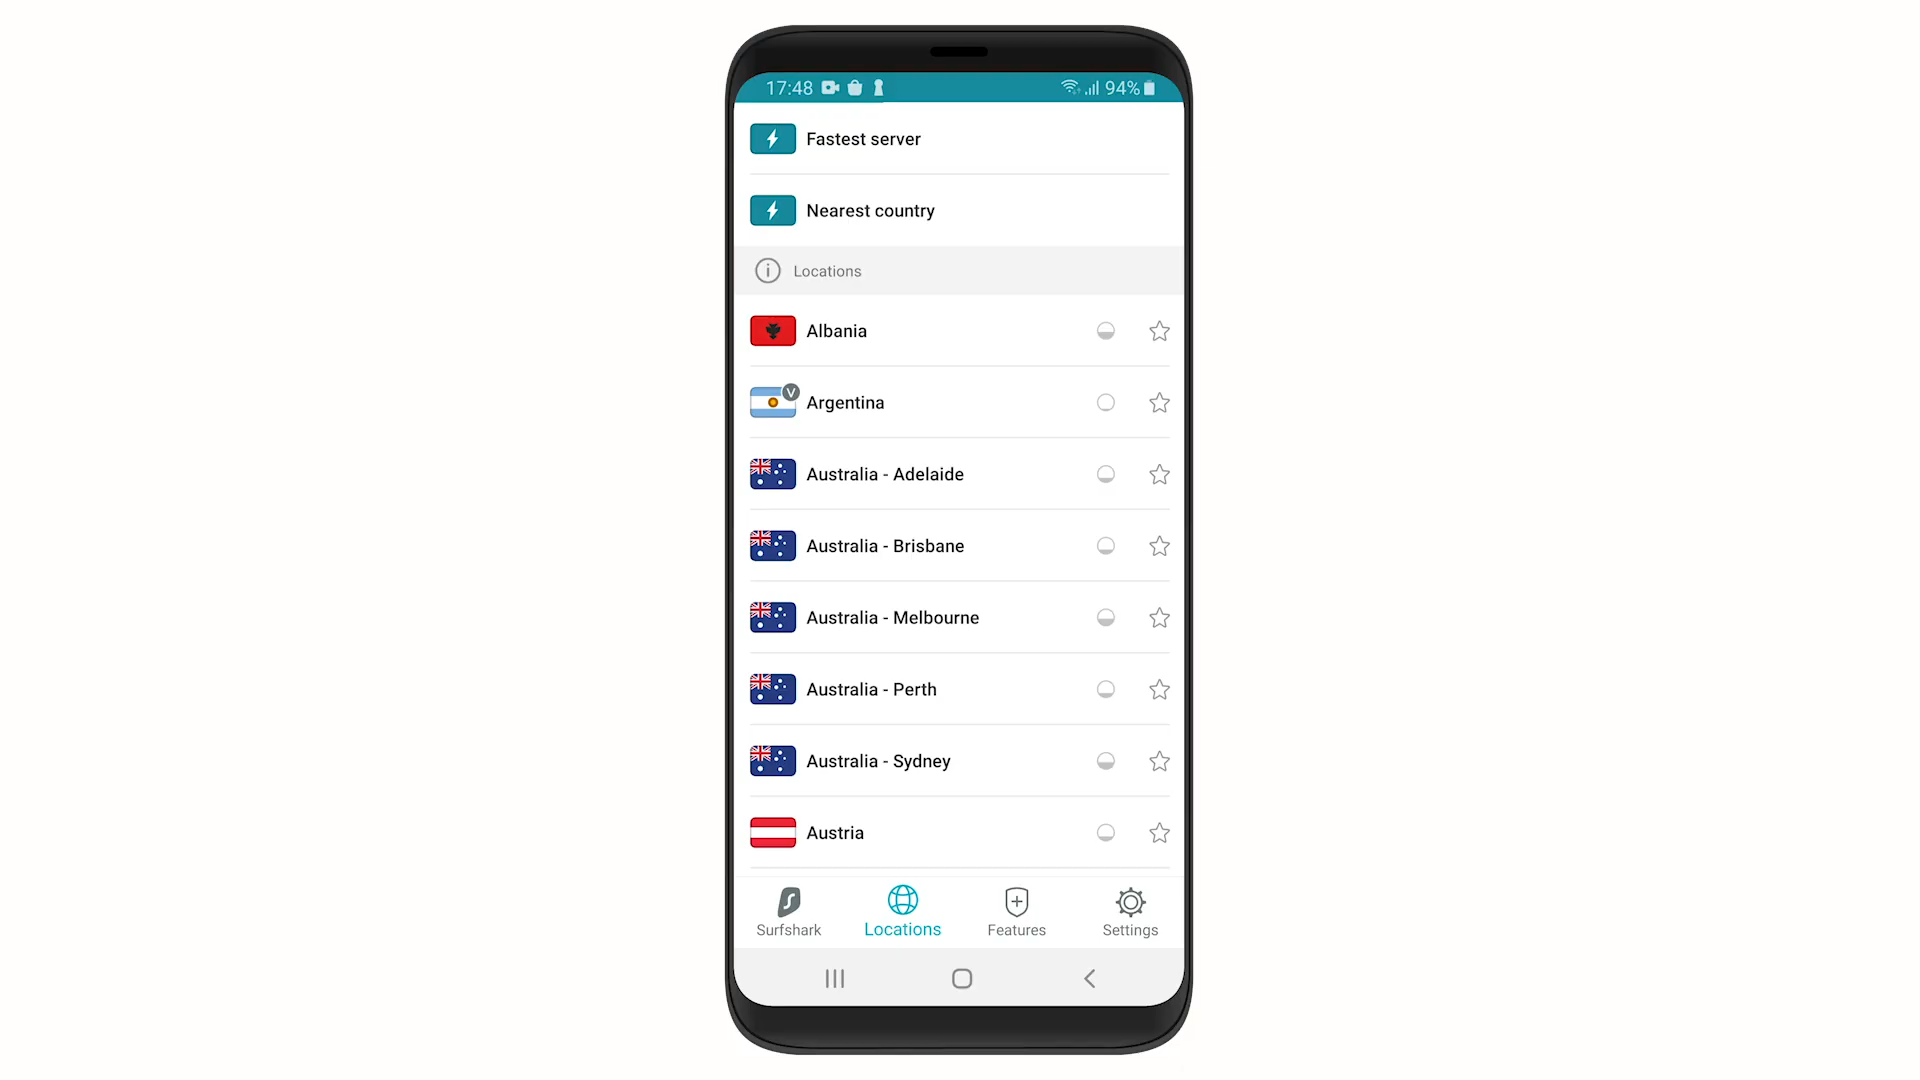 17:48 94%
Fastest server
Nearest country
Locations
Albania
V
Argentina
Australia - Adelaide
Australia - Brisbane
Australia - Melbourne
Australia - Perth
Australia - Sydney
Austria
Surfshark Locations Features Settings